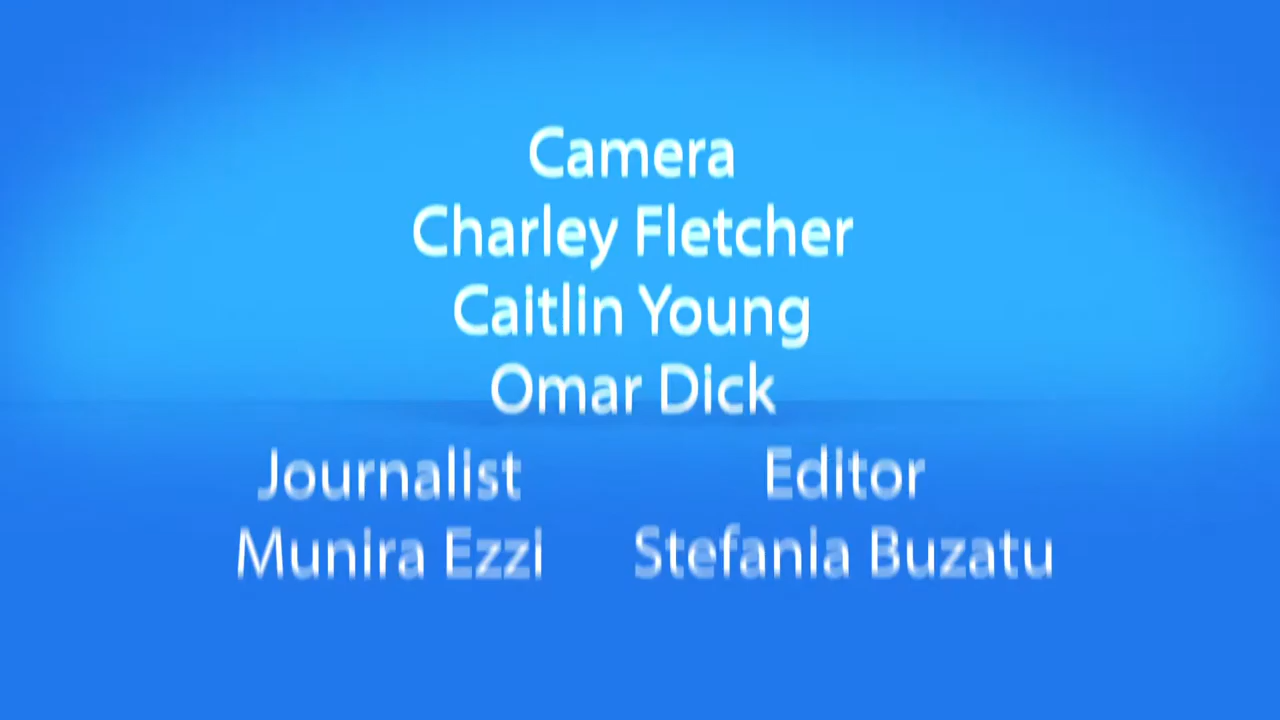 Camera
Charley Fletcher
Caitlin Young
Omar Dick
Journalist Editor
Munira Ezzi Stefania Buzatu